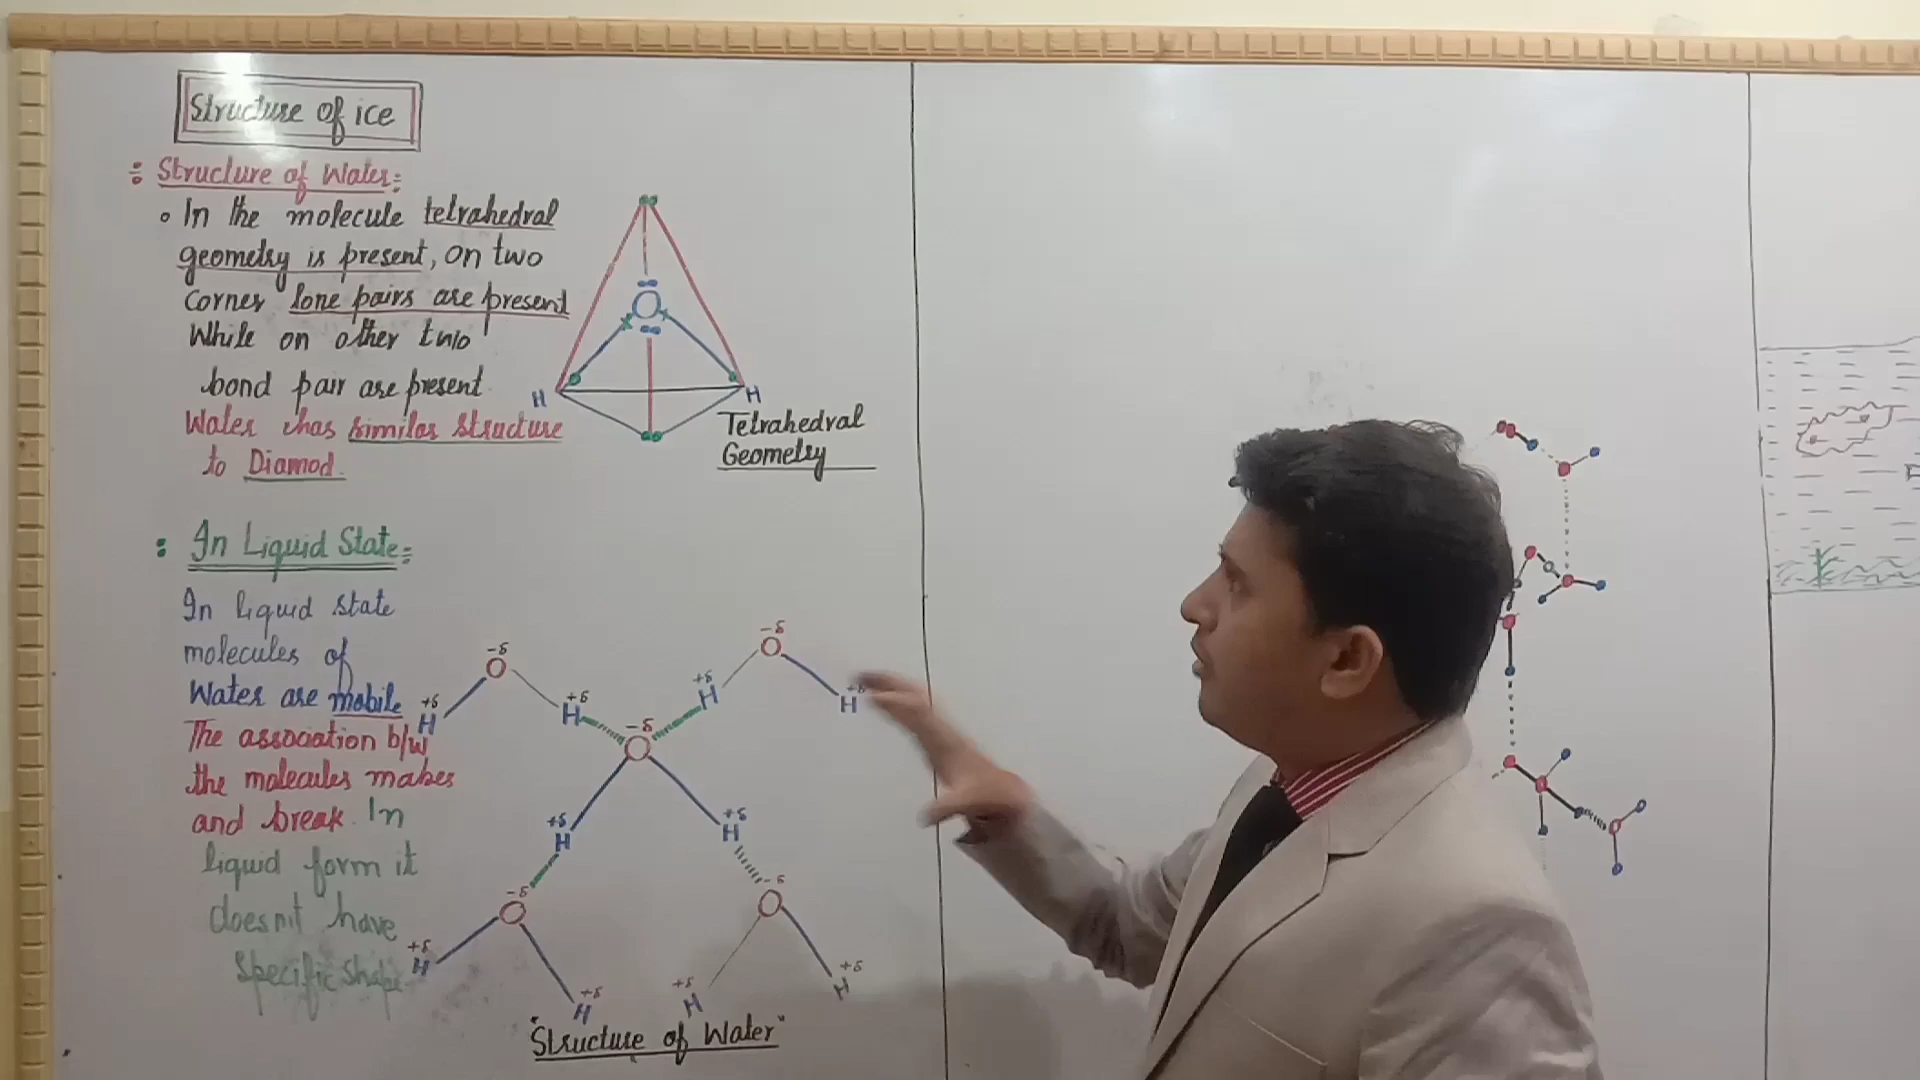 Structure of ice
: Structure of Water:
∘ In the molecule tetrahedral
geometry is present, on two
corner lone pairs are present
While on other two
bond pair are present
Water has similar structure
to Diamod
H
H
O
Tetrahedral
Geometry
: In Liquid State:
In liquid state
molecules of
Water are mobile
The association b/w
the molecules makes
and break. In
liquid form it
doesn't have
Specific shape
-δ
O
+δ
H
+δ
H
-δ
O
+δ
H
+δ
H
-δ
O
+δ
H
+δ
H
-δ
O
+δ
H
+δ
H
-δ
O
+δ
H
+δ
H
"Structure of Water"